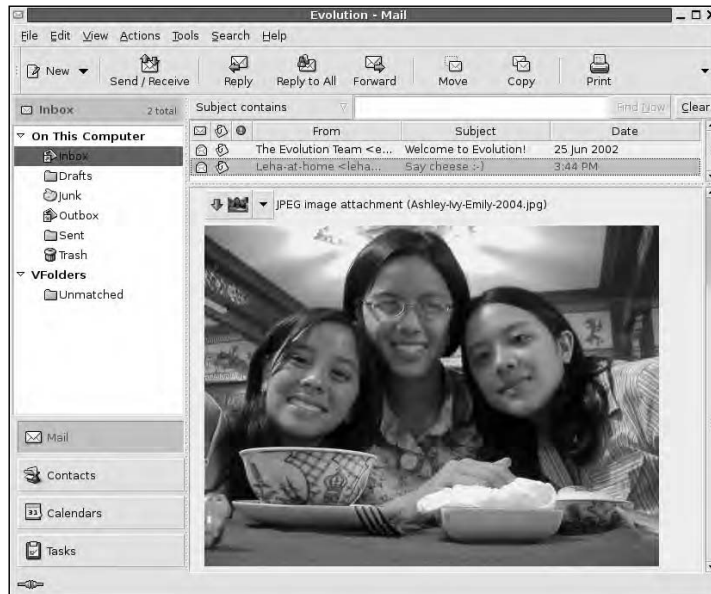 Evolution - Mail
File Edit View Actions Tools Search Help
New Send / Receive Reply Reply to All Forward Move Copy Print
Inbox 2 total Subject contains Find Now Clear
On This Computer
From Subject Date
Inbox The Evolution Team <e... Welcome to Evolution! 25 Jun 2002
Drafts Leha-at-home <leha... Say cheese :-) 3:44 PM
Junk
Outbox JPEG image attachment (Ashley-Ivy-Emily-2004.jpg)
Sent
Trash
VFolders
Unmatched
Mail
Contacts
31 Calendars
Tasks